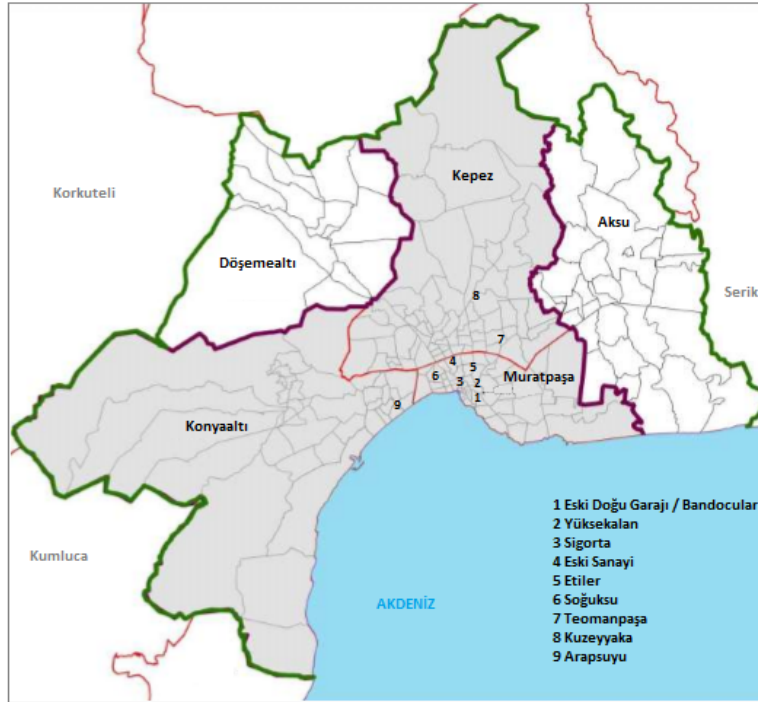 Kepez
Korkuteli
Aksu
Döşemealtı
Serik
8
7
4
5
6
3
2
Muratpaşa
1
9
Konyaaltı
1 Eski Doğu Garajı / Bandocular
2 Yüksekalan
3 Sigorta
4 Eski Sanayi
5 Etiler
6 Soğuksu
7 Teomanpaşa
8 Kuzeyyaka
9 Arapsuyu
Kumluca
AKDENİZ